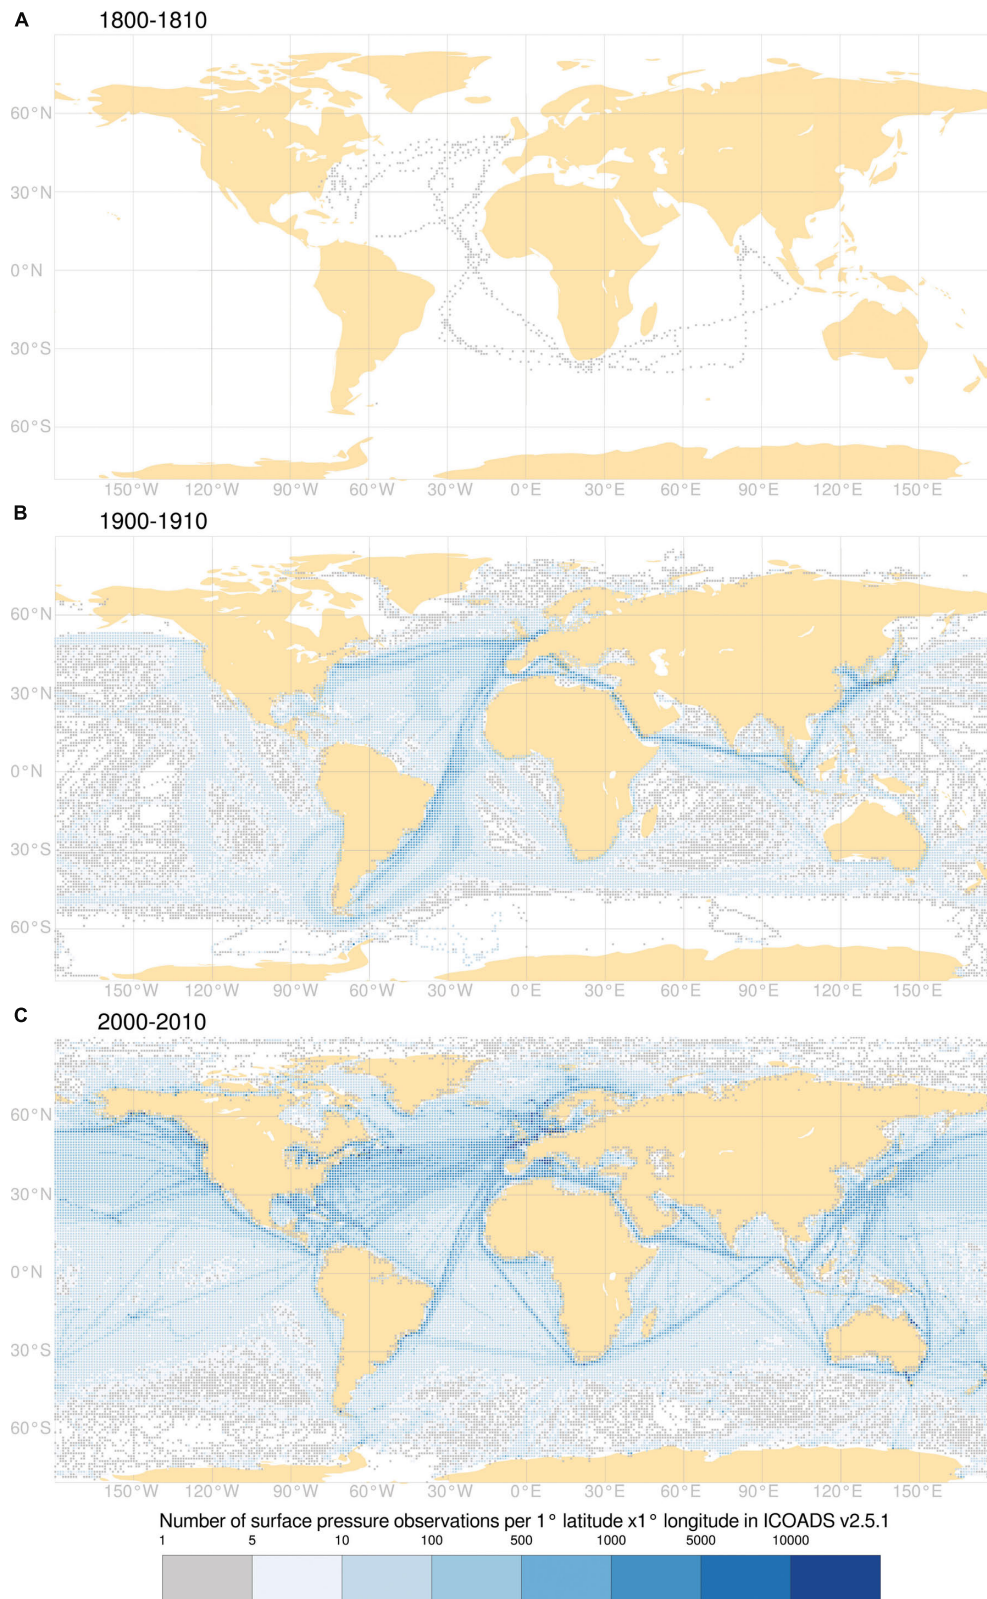 A
1800-1810
60°N
30°N
0°N
30°S
60°S
150°W 120°W 90°W 60°W 30°W 0°E 30°E 60°E 90°E 120°E 150°E
B
1900-1910
60°N
30°N
0°N
30°S
60°S
150°W 120°W 90°W 60°W 30°W 0°E 30°E 60°E 90°E 120°E 150°E
C
2000-2010
60°N
30°N
0°N
30°S
60°S
150°W 120°W 90°W 60°W 30°W 0°E 30°E 60°E 90°E 120°E 150°E
Number of surface pressure observations per 1° latitude x1° longitude in ICOADS v2.5.1
1 5 10 100 500 1000 5000 10000